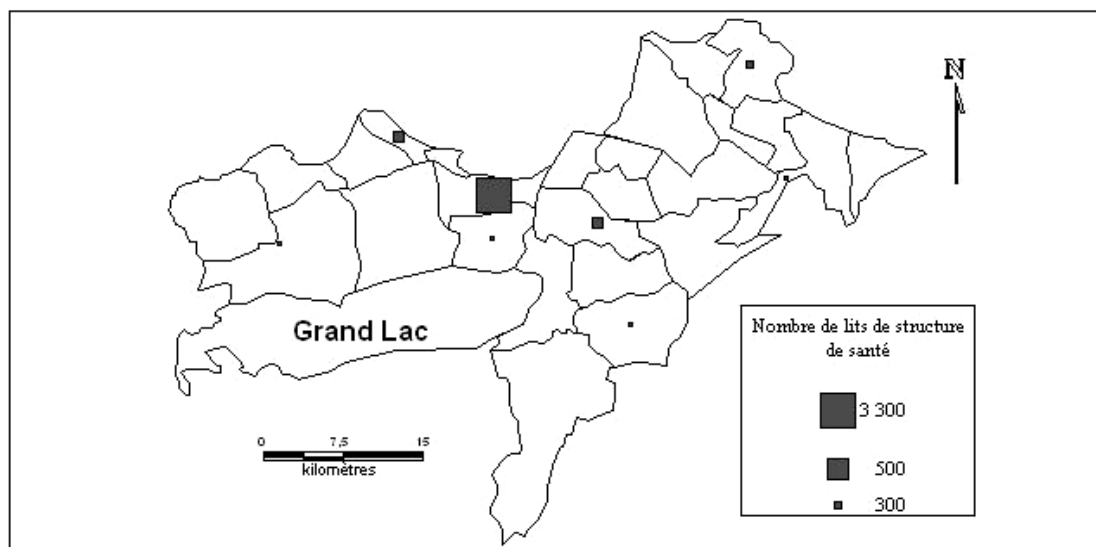 N
Grand Lac
Nombre de lits de structure
de santé
3 300
500
300
0 7,5 15
kilomètres